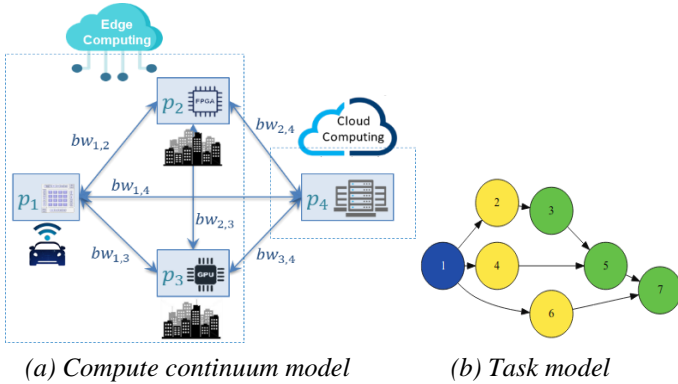 Edge
Computing
p2
FPGA
bw1,2
bw2,4
Cloud
Computing
p1
bw1,4
p4
bw2,3
bw1,3
bw3,4
p3
GPU
2
3
1
4
5
6
7
(a) Compute continuum model
(b) Task model